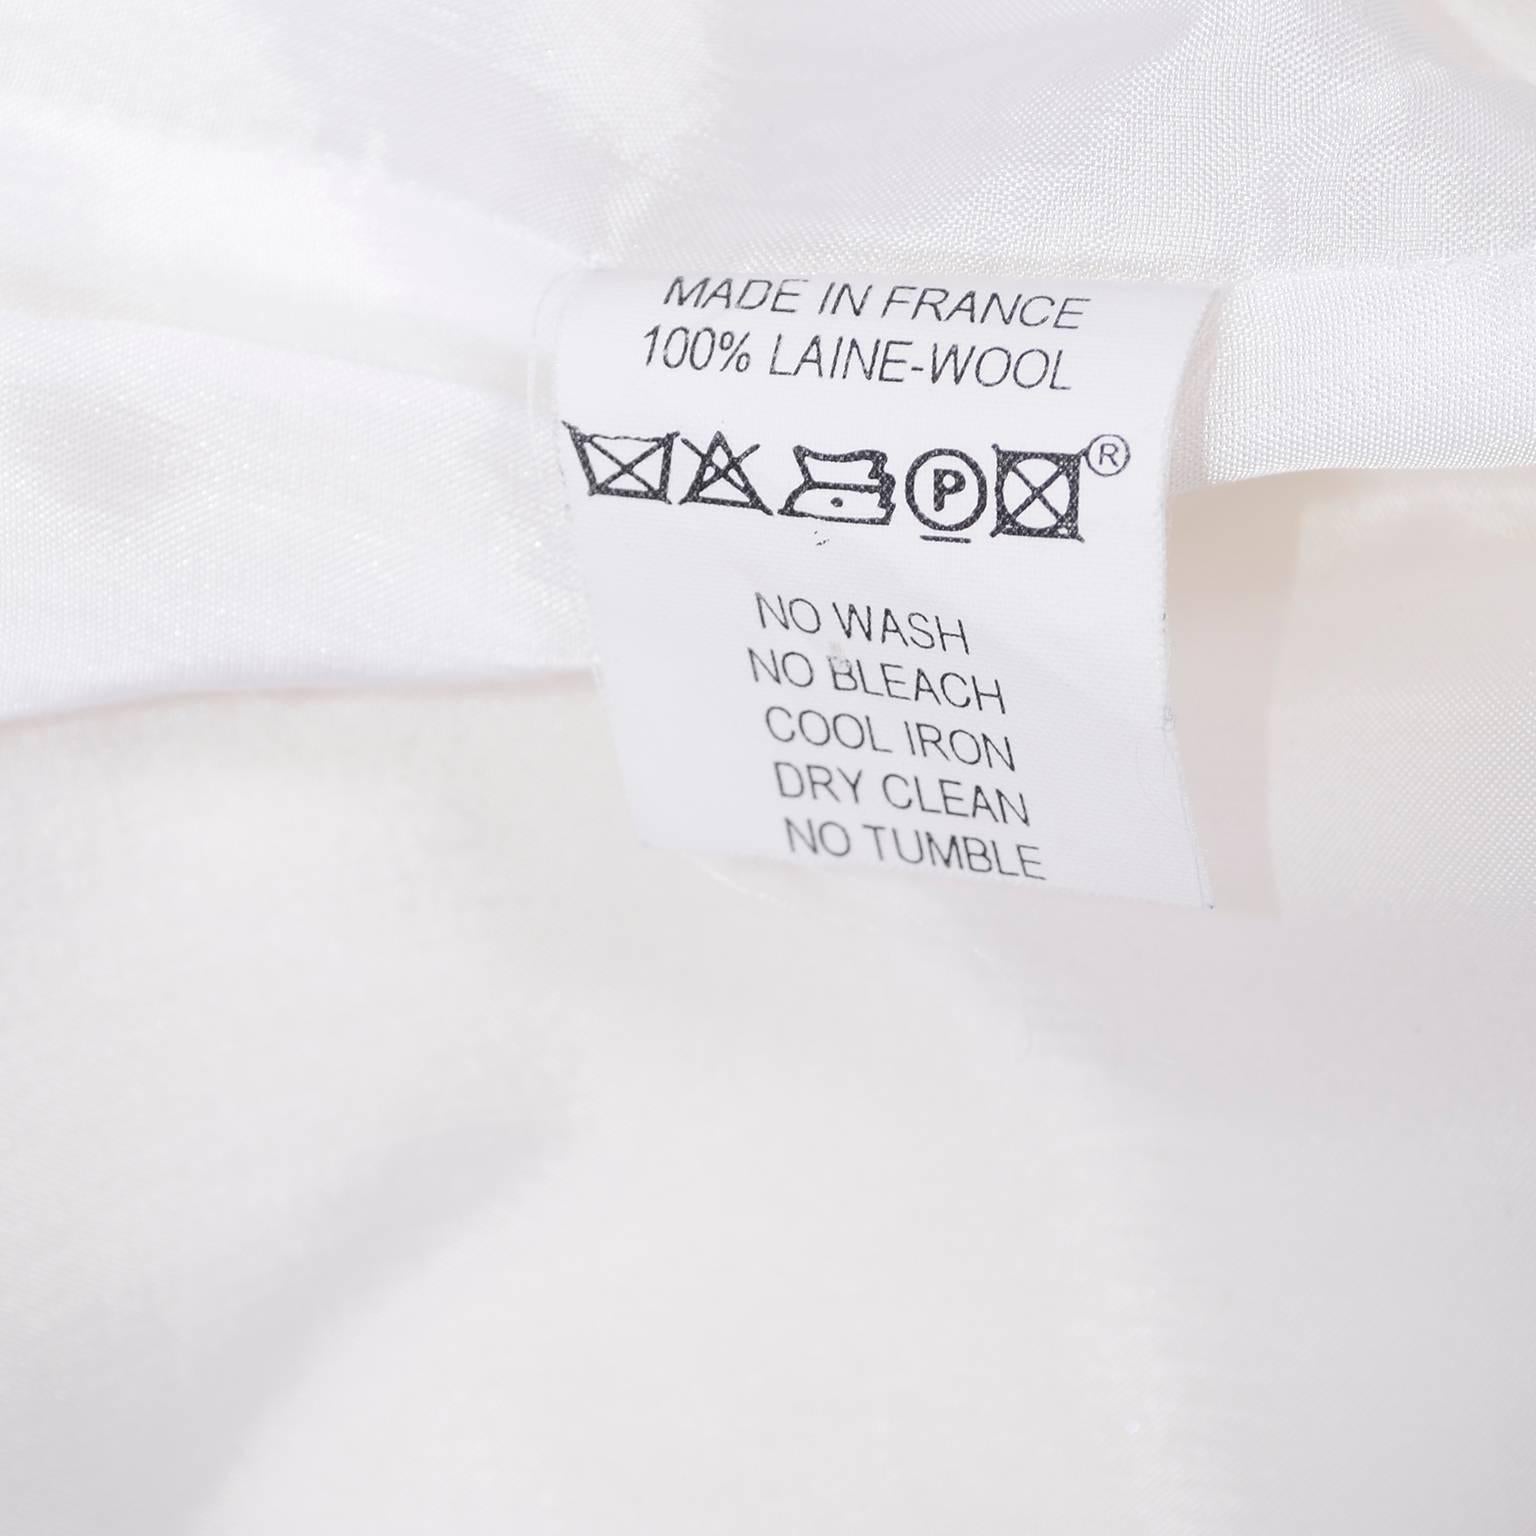 MADE IN FRANCE
100% LAINE-WOOL
P ®
NO WASH
NO BLEACH
COOL IRON
DRY CLEAN
NO TUMBLE